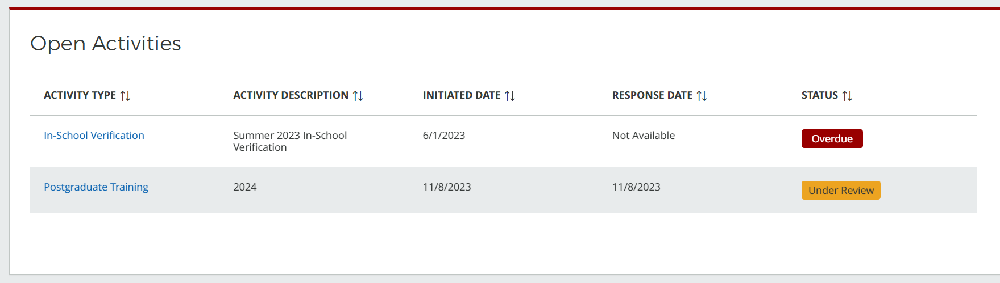 Open Activities
ACTIVITY TYPE ↑↓ ACTIVITY DESCRIPTION ↑↓ INITIATED DATE ↑↓ RESPONSE DATE ↑↓ STATUS ↑↓
In-School Verification Summer 2023 In-School 6/1/2023 Not Available Overdue
Verification
Postgraduate Training 2024 11/8/2023 11/8/2023 Under Review